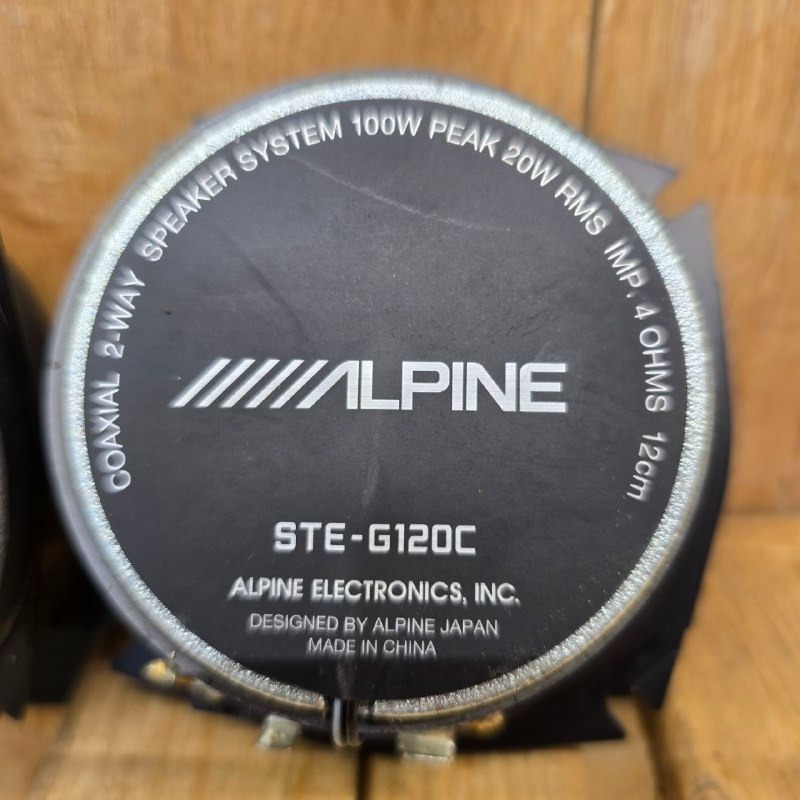 COAXIAL 2-WAY SPEAKER SYSTEM 100W PEAK 20W RMS IMP. 4 OHMS 12cm
ALPINE
STE-G120C
ALPINE ELECTRONICS, INC.
DESIGNED BY ALPINE JAPAN
MADE IN CHINA